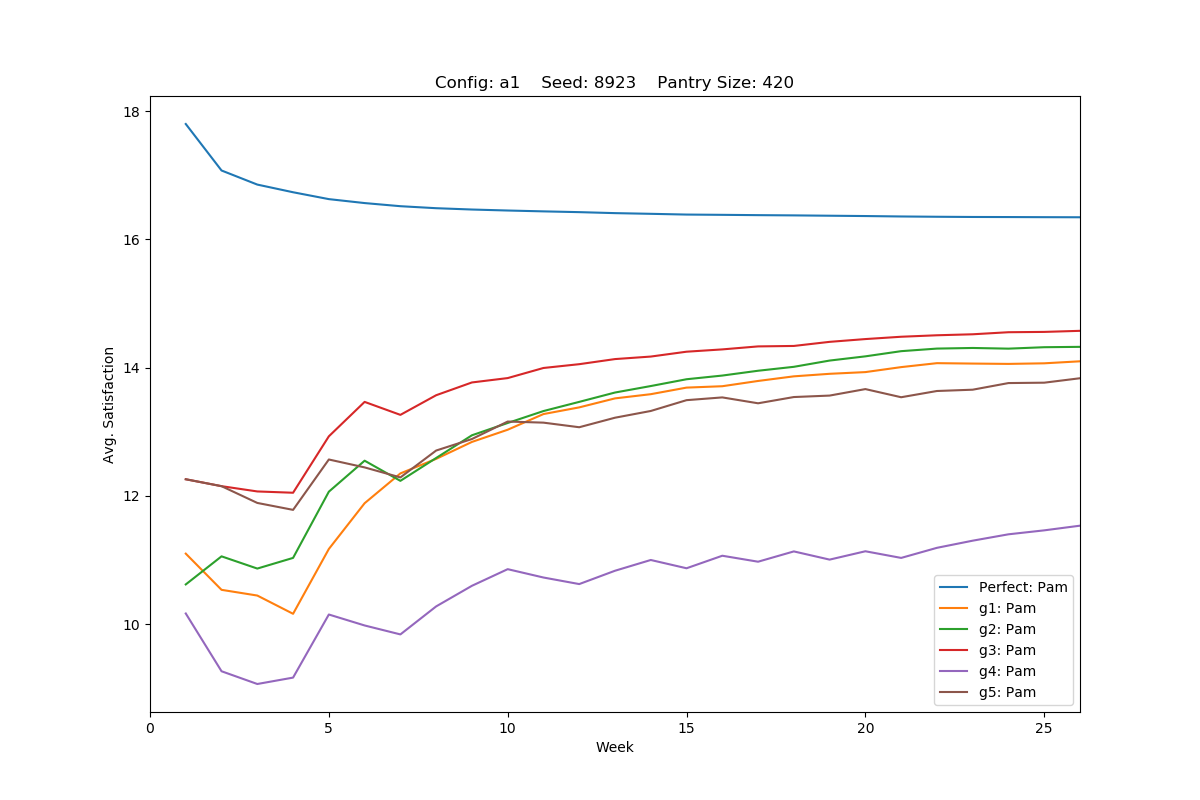 Config: a1    Seed: 8923    Pantry Size: 420
18
16
14
12
10
Avg. Satisfaction
0
5
10
15
20
25
Week
Perfect: Pam
g1: Pam
g2: Pam
g3: Pam
g4: Pam
g5: Pam